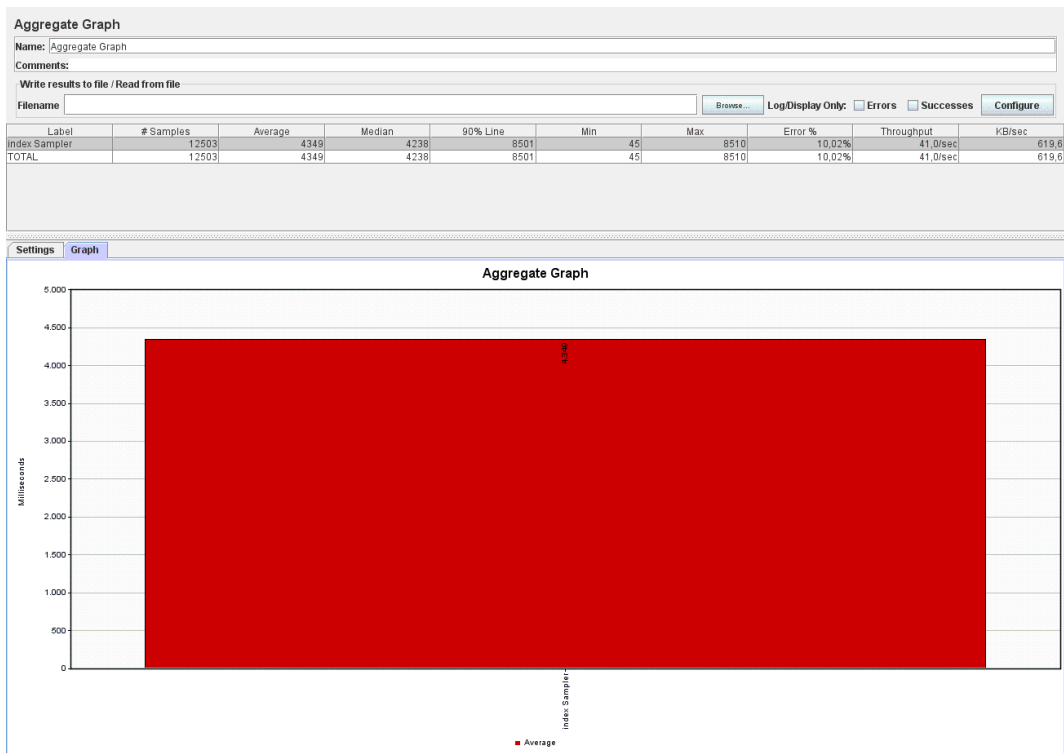 Aggregate Graph
Name: Aggregate Graph
Comments:
Write results to file / Read from file
Filename Browse... Log/Display Only: Errors Successes Configure
Label # Samples Average Median 90% Line Min Max Error % Throughput KB/sec
index Sampler 12503 4349 4238 8501 45 8510 10,02% 41,0/sec 619,6
TOTAL 12503 4349 4238 8501 45 8510 10,02% 41,0/sec 619,6
Settings Graph
Aggregate Graph
5.000
4.500
4.000
3.500
3.000
2.500
2.000
1.500
1.000
500
0
Milliseconds
4.349
index Sampler
Average